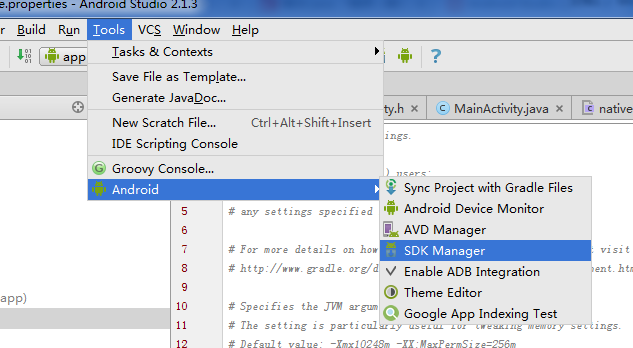 e.properties - Android Studio 2.1.3
Build Run Tools VCS Window Help
app
Tasks & Contexts
Save File as Template...
Generate JavaDoc...
New Scratch File... Ctrl+Alt+Shift+Insert
IDE Scripting Console
Groovy Console...
Android
ty.h × MainActivity.java × native
ings.
) users:
Sync Project with Gradle Files
Android Device Monitor
AVD Manager
SDK Manager
Enable ADB Integration
Theme Editor
Google App Indexing Test
5 # any settings specified
6
7 # For more details on how visit
8 # http://www.gradle.org/d ment.html
9
app)
10 # Specifies the JVM argum
11 # The setting is particularly useful for tweaking memory settings.
12 # Default value: -Xmx10248m -XX:MaxPermSize=256m